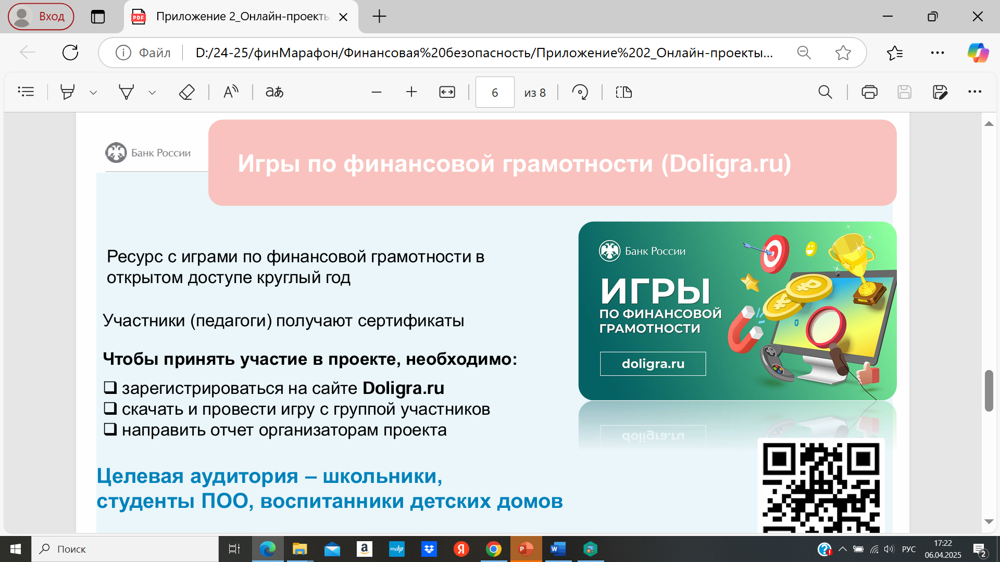 Вход
Приложение 2_Онлайн-проекты
Файл
D:/24-25/финМарафон/Финансовая%20безопасность/Приложение%202_Онлайн-проекты...
6
из 8
Банк России
Игры по финансовой грамотности (Doligra.ru)
Ресурс с играми по финансовой грамотности в
открытом доступе круглый год
Участники (педагоги) получают сертификаты
Чтобы принять участие в проекте, необходимо:
зарегистрироваться на сайте Doligra.ru
скачать и провести игру с группой участников
направить отчет организаторам проекта
Целевая аудитория – школьники,
студенты ПОО, воспитанники детских домов
Банк России
ИГРЫ
ПО ФИНАНСОВОЙ
ГРАМОТНОСТИ
doligra.ru
Поиск
РУС
17:22
06.04.2025
2